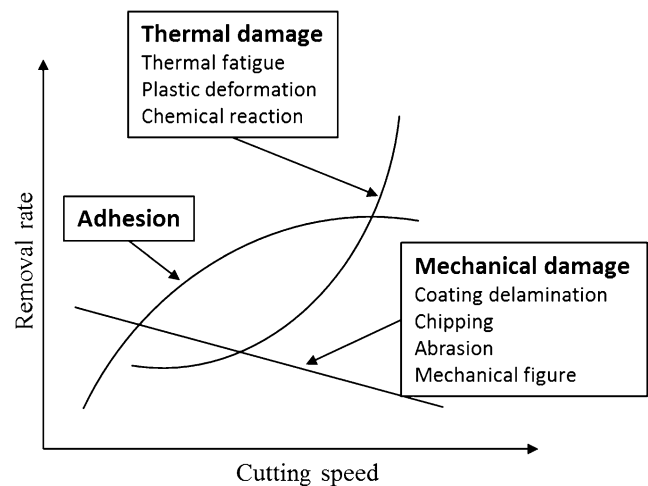 Thermal damage
Thermal fatigue
Plastic deformation
Chemical reaction
Adhesion
Removal rate
Mechanical damage
Coating delamination
Chipping
Abrasion
Mechanical figure
Cutting speed